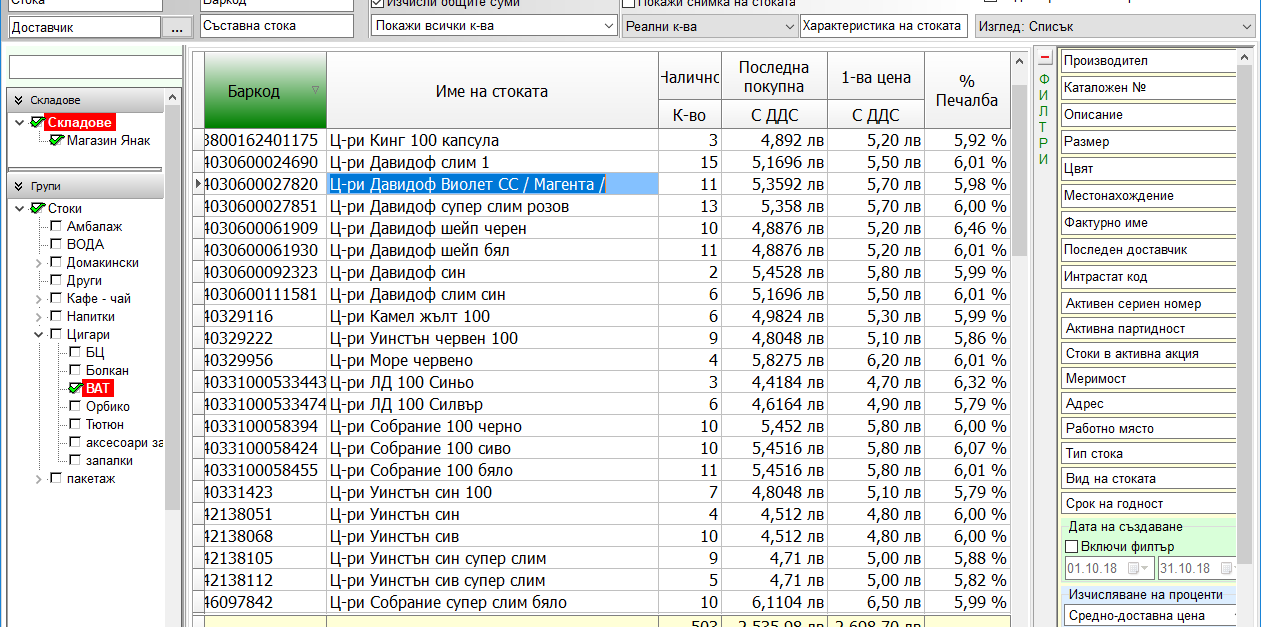 Стока
Баркод
Изчисли общите суми
Покажи снимка на стоката
Доставчик
...
Съставна стока
Покажи всички к-ва
Реални к-ва
Характеристика на стоката
Изглед: Списък
Складове
Складове
Магазин Янак
Групи
Стоки
Амбалаж
ВОДА
Домакински
Други
Кафе - чай
Напитки
Цигари
БЦ
Болкан
ВАТ
Орбико
Тютюн
аксесоари за
запалки
пакетаж
Баркод
Име на стоката
Налично
К-во
Последна покупна
С ДДС
1-ва цена
С ДДС
% Печалба
3800162401175 Ц-ри Кинг 100 капсула 3 4,892 лв 5,20 лв 5,92 %
4030600024690 Ц-ри Давидоф слим 1 15 5,1696 лв 5,50 лв 6,01 %
4030600027820 Ц-ри Давидоф Виолет СС / Магента / 11 5,3592 лв 5,70 лв 5,98 %
4030600027851 Ц-ри Давидоф супер слим розов 13 5,358 лв 5,70 лв 6,00 %
4030600061909 Ц-ри Давидоф шейп черен 10 4,8876 лв 5,20 лв 6,46 %
4030600061930 Ц-ри Давидоф шейп бял 11 4,8876 лв 5,20 лв 6,01 %
4030600092323 Ц-ри Давидоф син 2 5,4528 лв 5,80 лв 5,99 %
4030600111581 Ц-ри Давидоф слим син 6 5,1696 лв 5,50 лв 6,01 %
40329116 Ц-ри Камел жълт 100 6 4,9824 лв 5,30 лв 5,99 %
40329222 Ц-ри Уинстън червен 100 9 4,8048 лв 5,10 лв 5,86 %
40329956 Ц-ри Море червено 4 5,8275 лв 6,20 лв 6,01 %
40331000533443 Ц-ри ЛД 100 Синьо 3 4,4184 лв 4,70 лв 6,32 %
40331000533474 Ц-ри ЛД 100 Силвър 6 4,6164 лв 4,90 лв 5,79 %
40331000058394 Ц-ри Собрание 100 черно 10 5,452 лв 5,80 лв 6,00 %
40331000058424 Ц-ри Собрание 100 сиво 10 5,4516 лв 5,80 лв 6,07 %
40331000058455 Ц-ри Собрание 100 бяло 11 5,4516 лв 5,80 лв 6,01 %
40331423 Ц-ри Уинстън син 100 7 4,8048 лв 5,10 лв 5,79 %
42138051 Ц-ри Уинстън син 4 4,512 лв 4,80 лв 6,00 %
42138068 Ц-ри Уинстън сив 10 4,512 лв 4,80 лв 6,00 %
42138105 Ц-ри Уинстън син супер слим 9 4,71 лв 5,00 лв 5,88 %
42138112 Ц-ри Уинстън сив супер слим 5 4,71 лв 5,00 лв 5,82 %
46097842 Ц-ри Собрание супер слим бяло 10 6,1104 лв 6,50 лв 5,99 %
503 2 535,98 лв 2 698,70 лв
ФИЛТРИ
Производител
Каталожен №
Описание
Размер
Цвят
Местонахождение
Фактурно име
Последен доставчик
Интрастат код
Активен сериен номер
Активна партидност
Стоки в активна акция
Меримост
Адрес
Работно място
Тип стока
Вид на стоката
Срок на годност
Дата на създаване
Включи филтър
01.10.18 31.10.18
Изчисляване на проценти
Средно-доставна цена